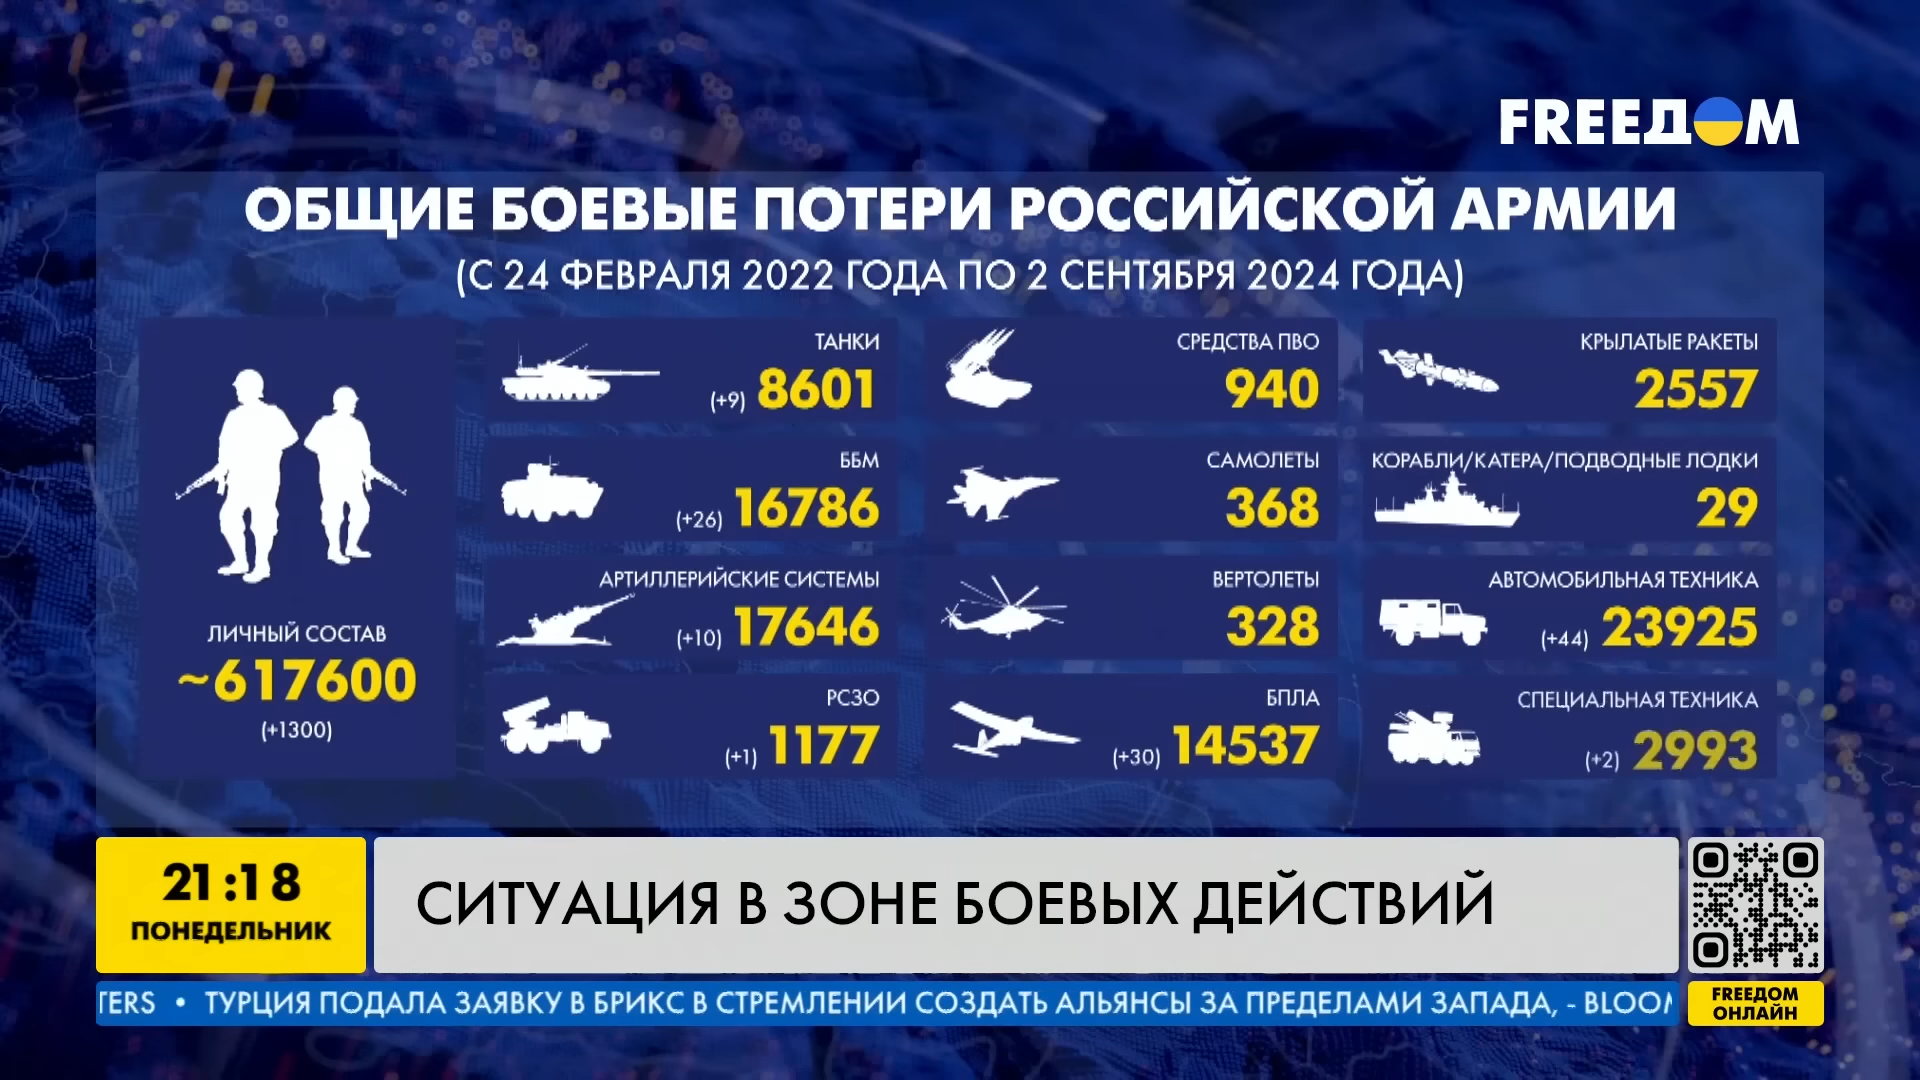 FREEДOM
ОБЩИЕ БОЕВЫЕ ПОТЕРИ РОССИЙСКОЙ АРМИИ
(С 24 ФЕВРАЛЯ 2022 ГОДА ПО 2 СЕНТЯБРЯ 2024 ГОДА)
ЛИЧНЫЙ СОСТАВ
~617600
(+1300)
ТАНКИ
(+9) 8601
ББМ
(+26) 16786
АРТИЛЛЕРИЙСКИЕ СИСТЕМЫ
(+10) 17646
РСЗО
(+1) 1177
СРЕДСТВА ПВО
940
САМОЛЕТЫ
368
ВЕРТОЛЕТЫ
328
БПЛА
(+30) 14537
КРЫЛАТЫЕ РАКЕТЫ
2557
КОРАБЛИ/КАТЕРА/ПОДВОДНЫЕ ЛОДКИ
29
АВТОМОБИЛЬНАЯ ТЕХНИКА
(+44) 23925
СПЕЦИАЛЬНАЯ ТЕХНИКА
(+2) 2993
21:18
ПОНЕДЕЛЬНИК
СИТУАЦИЯ В ЗОНЕ БОЕВЫХ ДЕЙСТВИЙ
TERS • ТУРЦИЯ ПОДАЛА ЗАЯВКУ В БРИКС В СТРЕМЛЕНИИ СОЗДАТЬ АЛЬЯНСЫ ЗА ПРЕДЕЛАМИ ЗАПАДА, - BLOOM
FREEДOM
ОНЛАЙН